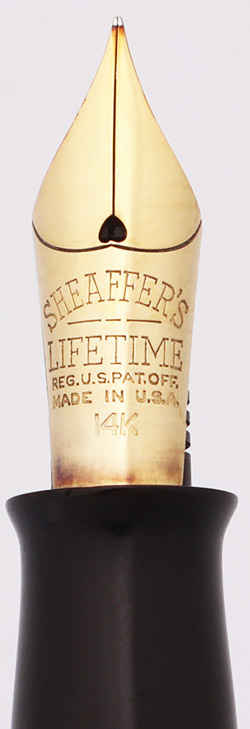 SHEAFFER'S
LIFETIME
REG. U.S. PAT. OFF.
MADE IN U.S.A.
14K